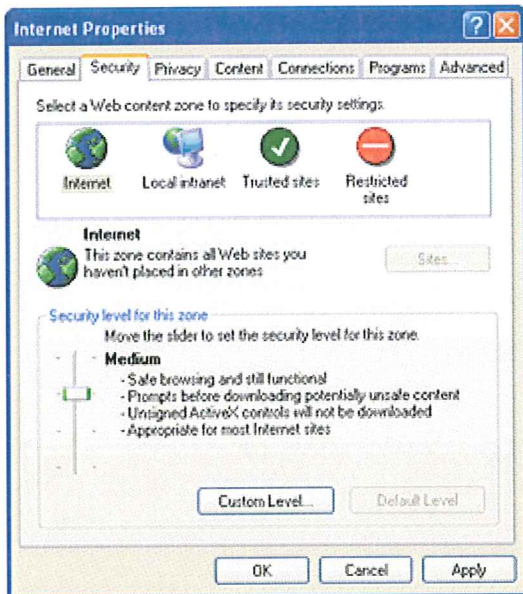 Internet Properties
General Security Privacy Content Connections Programs Advanced
Select a Web content zone to specify its security settings.
Internet Local intranet Trusted sites Restricted sites
Internet
This zone contains all Web sites you
haven't placed in other zones
Sites...
Security level for this zone
Move the slider to set the security level for this zone.
Medium
- Safe browsing and still functional
- Prompts before downloading potentially unsafe content
- Unsigned ActiveX controls will not be downloaded
- Appropriate for most Internet sites
Custom Level... Default Level
OK Cancel Apply